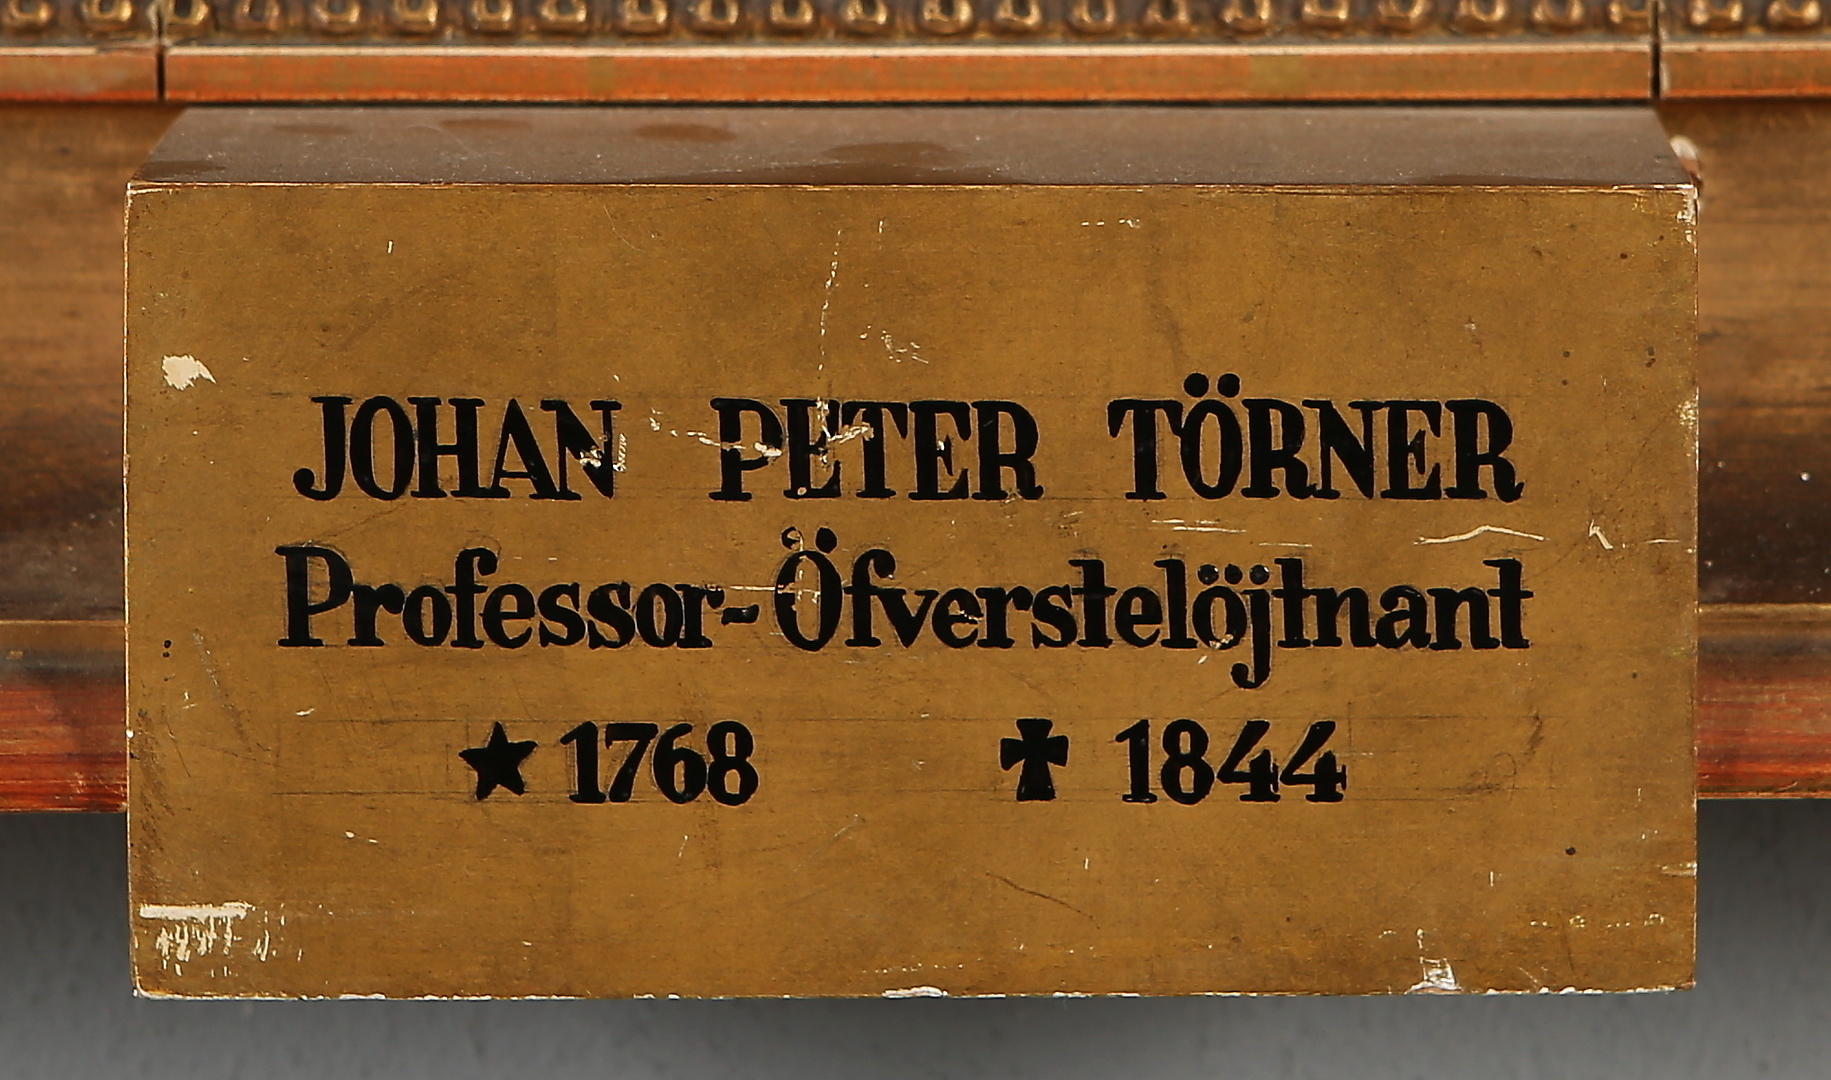 JOHAN PETER TÖRNER
Professor-Öfverstelöjtnant
★ 1768 ✝ 1844